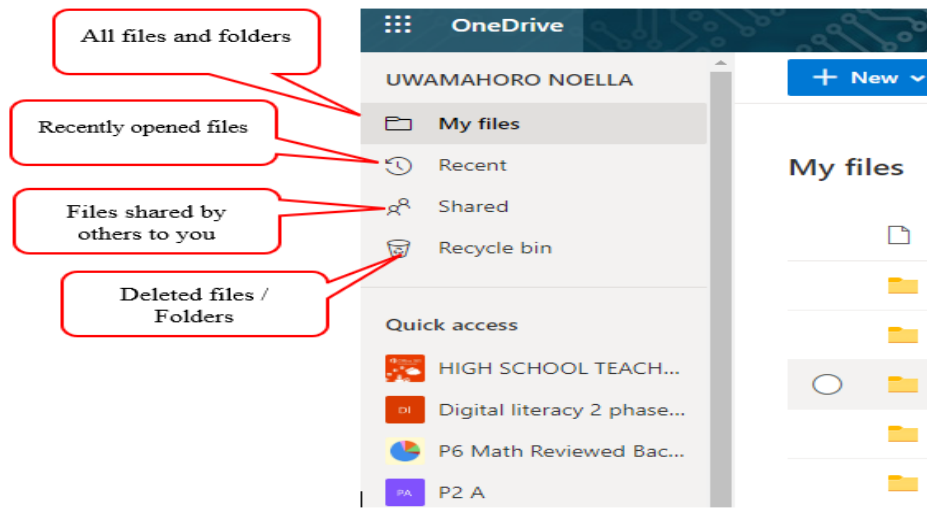 All files and folders
Recently opened files
Files shared by
others to you
Deleted files /
Folders
OneDrive
UWAMAHORO NOELLA
My files
Recent
Shared
Recycle bin
Quick access
HIGH SCHOOL TEACH...
DI Digital literacy 2 phase...
P6 Math Reviewed Bac...
PA P2 A
+ New
My files